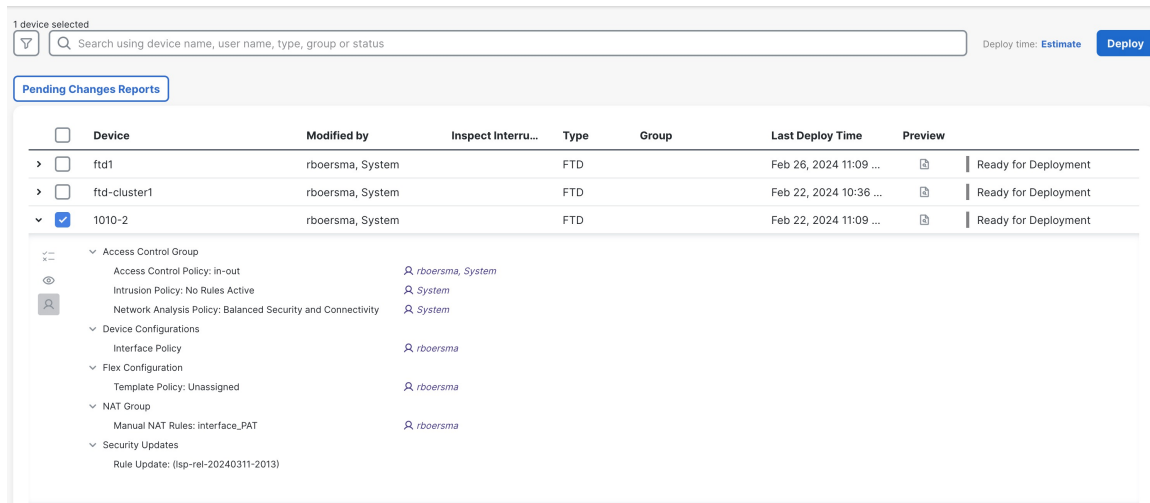 1 device selected
Search using device name, user name, type, group or status
Deploy time: Estimate
Deploy
Pending Changes Reports
Device Modified by Inspect Interru... Type Group Last Deploy Time Preview
ftd1 rboersma, System FTD Feb 26, 2024 11:09 ... Ready for Deployment
ftd-cluster1 rboersma, System FTD Feb 22, 2024 10:36 ... Ready for Deployment
1010-2 rboersma, System FTD Feb 22, 2024 11:09 ... Ready for Deployment
Access Control Group
Access Control Policy: in-out rboersma, System
Intrusion Policy: No Rules Active System
Network Analysis Policy: Balanced Security and Connectivity System
Device Configurations
Interface Policy rboersma
Flex Configuration
Template Policy: Unassigned rboersma
NAT Group
Manual NAT Rules: interface_PAT rboersma
Security Updates
Rule Update: (lsp-rel-20240311-2013)